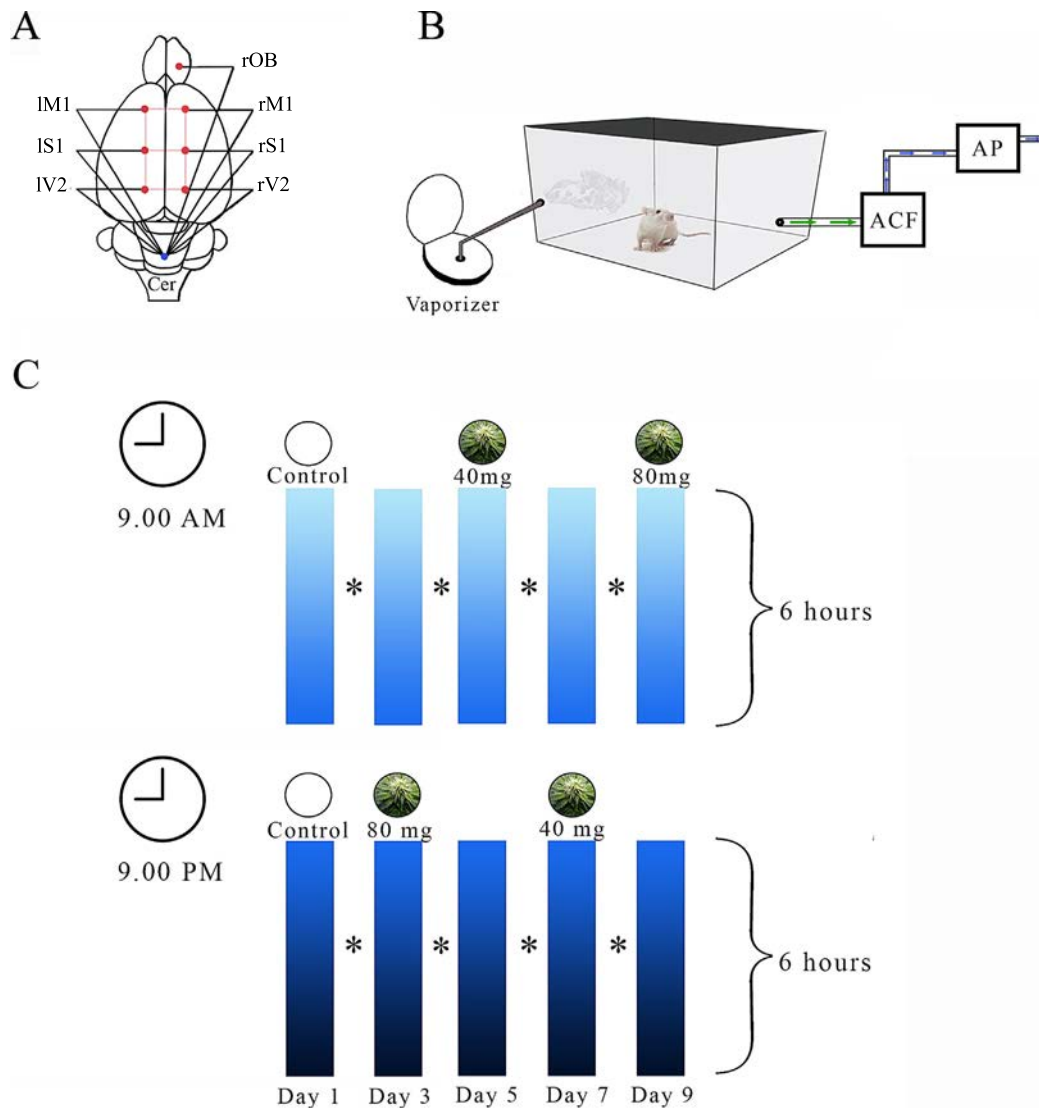 A
rOB
lM1
rM1
lS1
rS1
lV2
rV2
Cer
B
Vaporizer
ACF
AP
C
9.00 AM
Control
40mg
80mg
* * * *
6 hours
9.00 PM
Control
80 mg
40 mg
* * * *
6 hours
Day 1 Day 3 Day 5 Day 7 Day 9